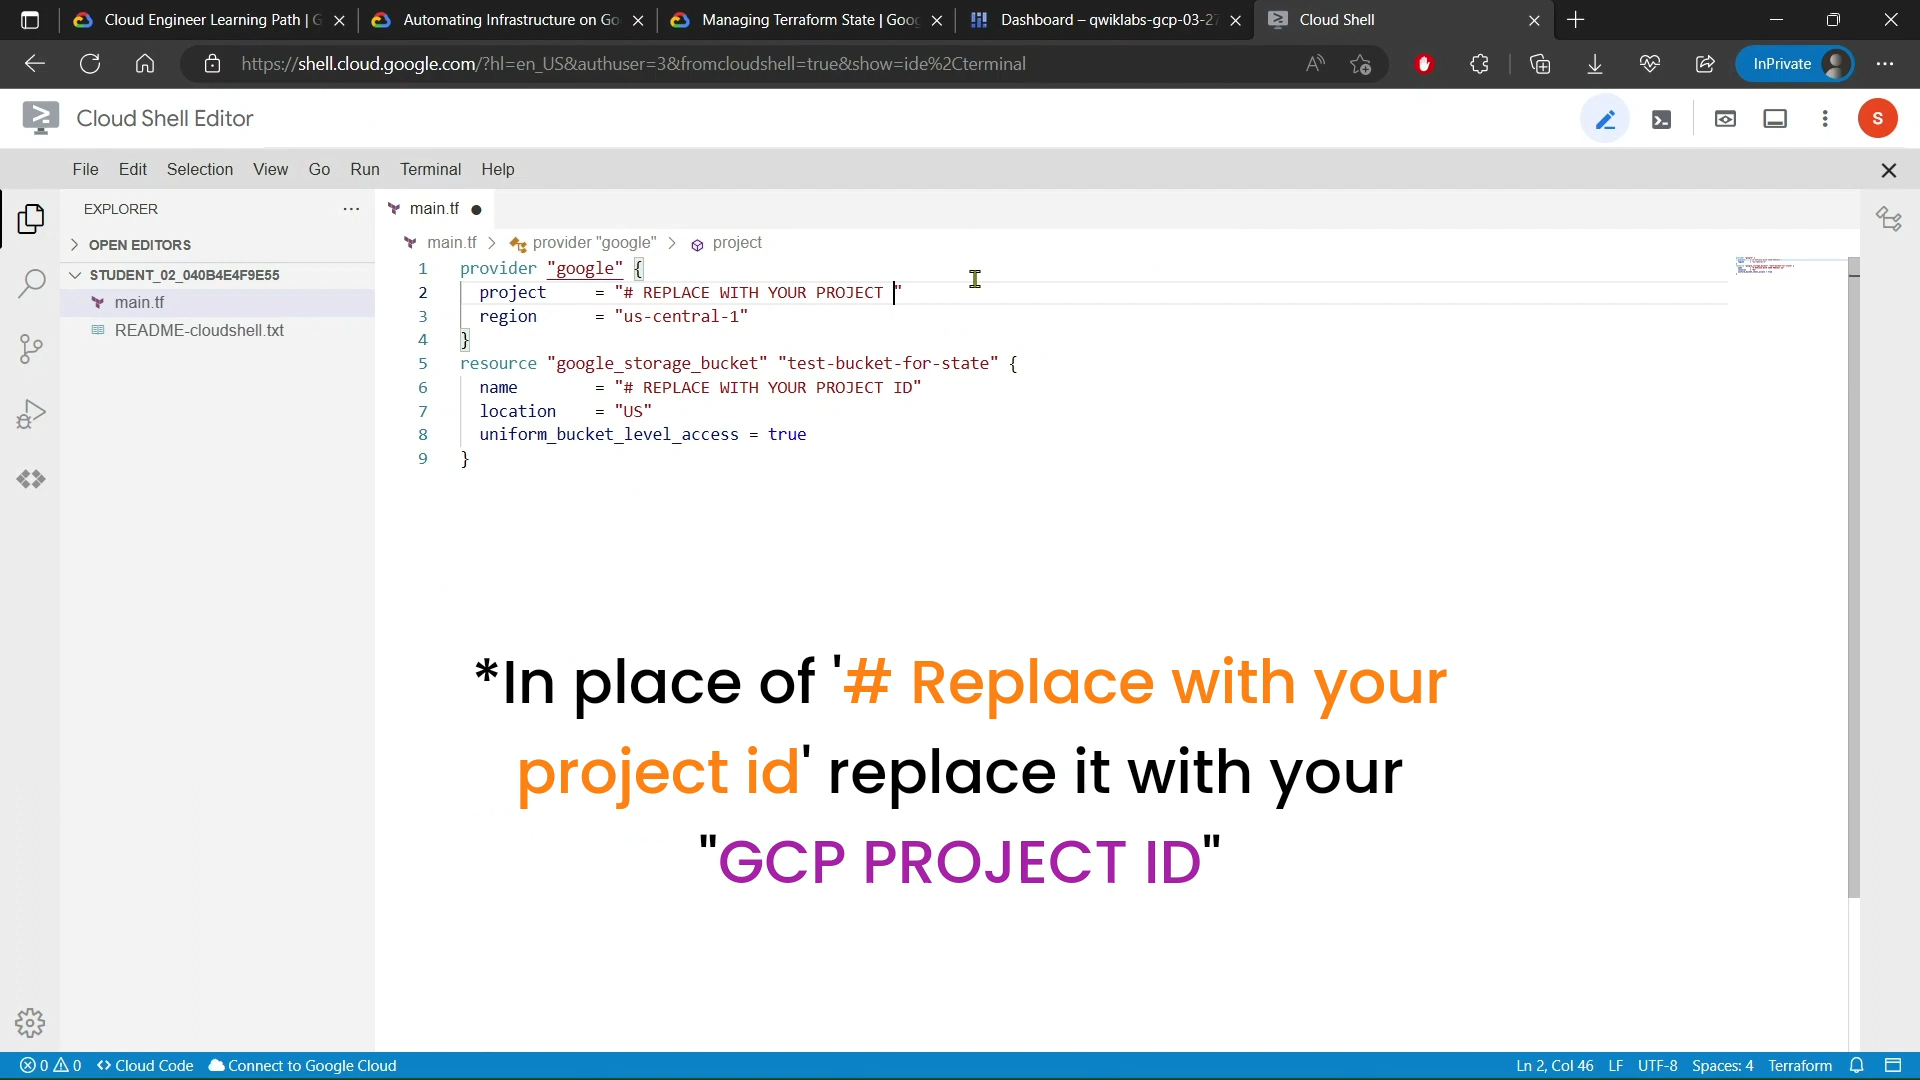 Cloud Engineer Learning Path | G
Automating Infrastructure on Go
Managing Terraform State | Goog
Dashboard – qwiklabs-gcp-03-27
Cloud Shell
https://shell.cloud.google.com/?hl=en_US&authuser=3&fromcloudshell=true&show=ide%2Cterminal
InPrivate
Cloud Shell Editor
S
File Edit Selection View Go Run Terminal Help
EXPLORER
main.tf
OPEN EDITORS
main.tf > provider "google" > project
STUDENT_02_040B4E4F9E55
main.tf
README-cloudshell.txt
1 provider "google" {
2 project = "# REPLACE WITH YOUR PROJECT "
3 region = "us-central-1"
4 }
5 resource "google_storage_bucket" "test-bucket-for-state" {
6 name = "# REPLACE WITH YOUR PROJECT ID"
7 location = "US"
8 uniform_bucket_level_access = true
9 }
*In place of '# Replace with your
project id' replace it with your
"GCP PROJECT ID"
0 0 Cloud Code Connect to Google Cloud
Ln 2, Col 46 LF UTF-8 Spaces: 4 Terraform